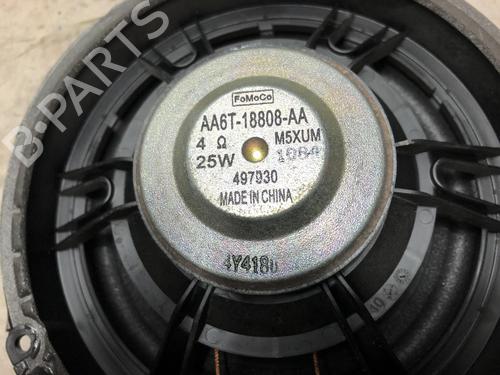 FoMoCo
AA6T-18808-AA
4 Ω M5XUM
25W 1084
497930
MADE IN CHINA
4Y418
B-PARTS